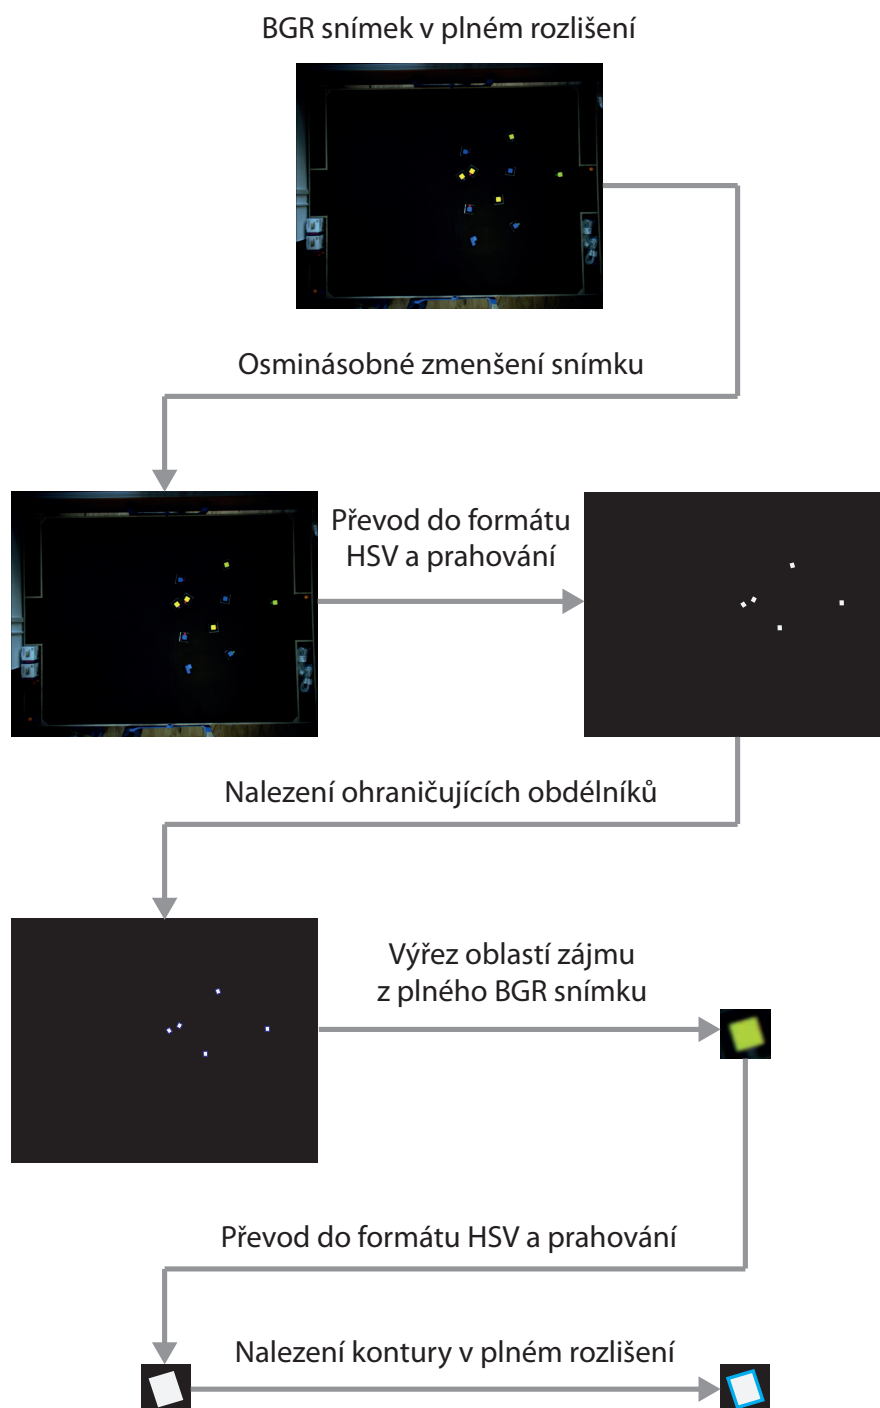 BGR snímek v plném rozlišení
Osminásobné zmenšení snímku
Převod do formátu
HSV a prahování
Nalezení ohraničujících obdélníků
Výřez oblastí zájmu
z plného BGR snímku
Převod do formátu HSV a prahování
Nalezení kontury v plném rozlišení